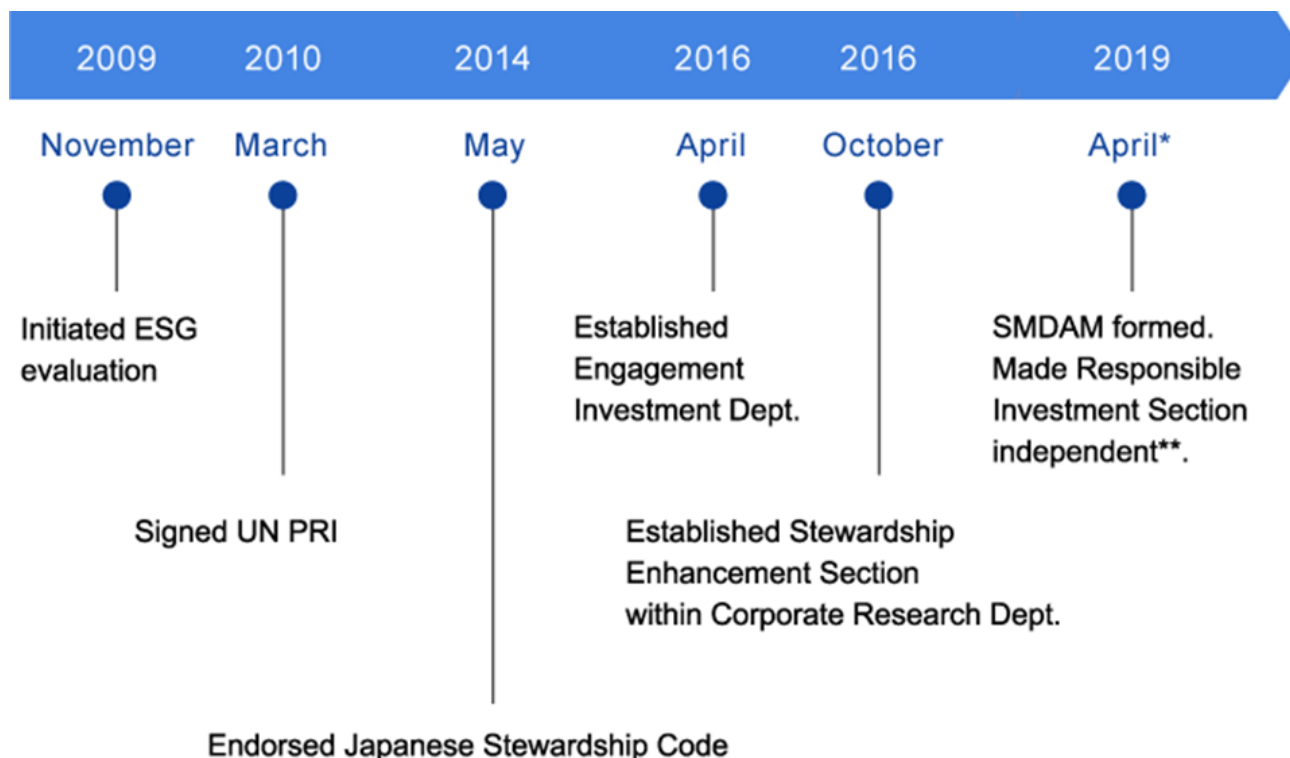 2009 2010 2014 2016 2016 2019
November March May April October April*
Initiated ESG
evaluation
Signed UN PRI
Endorsed Japanese Stewardship Code
Established
Engagement
Investment Dept.
Established Stewardship
Enhancement Section
within Corporate Research Dept.
SMDAM formed.
Made Responsible
Investment Section
independent**.